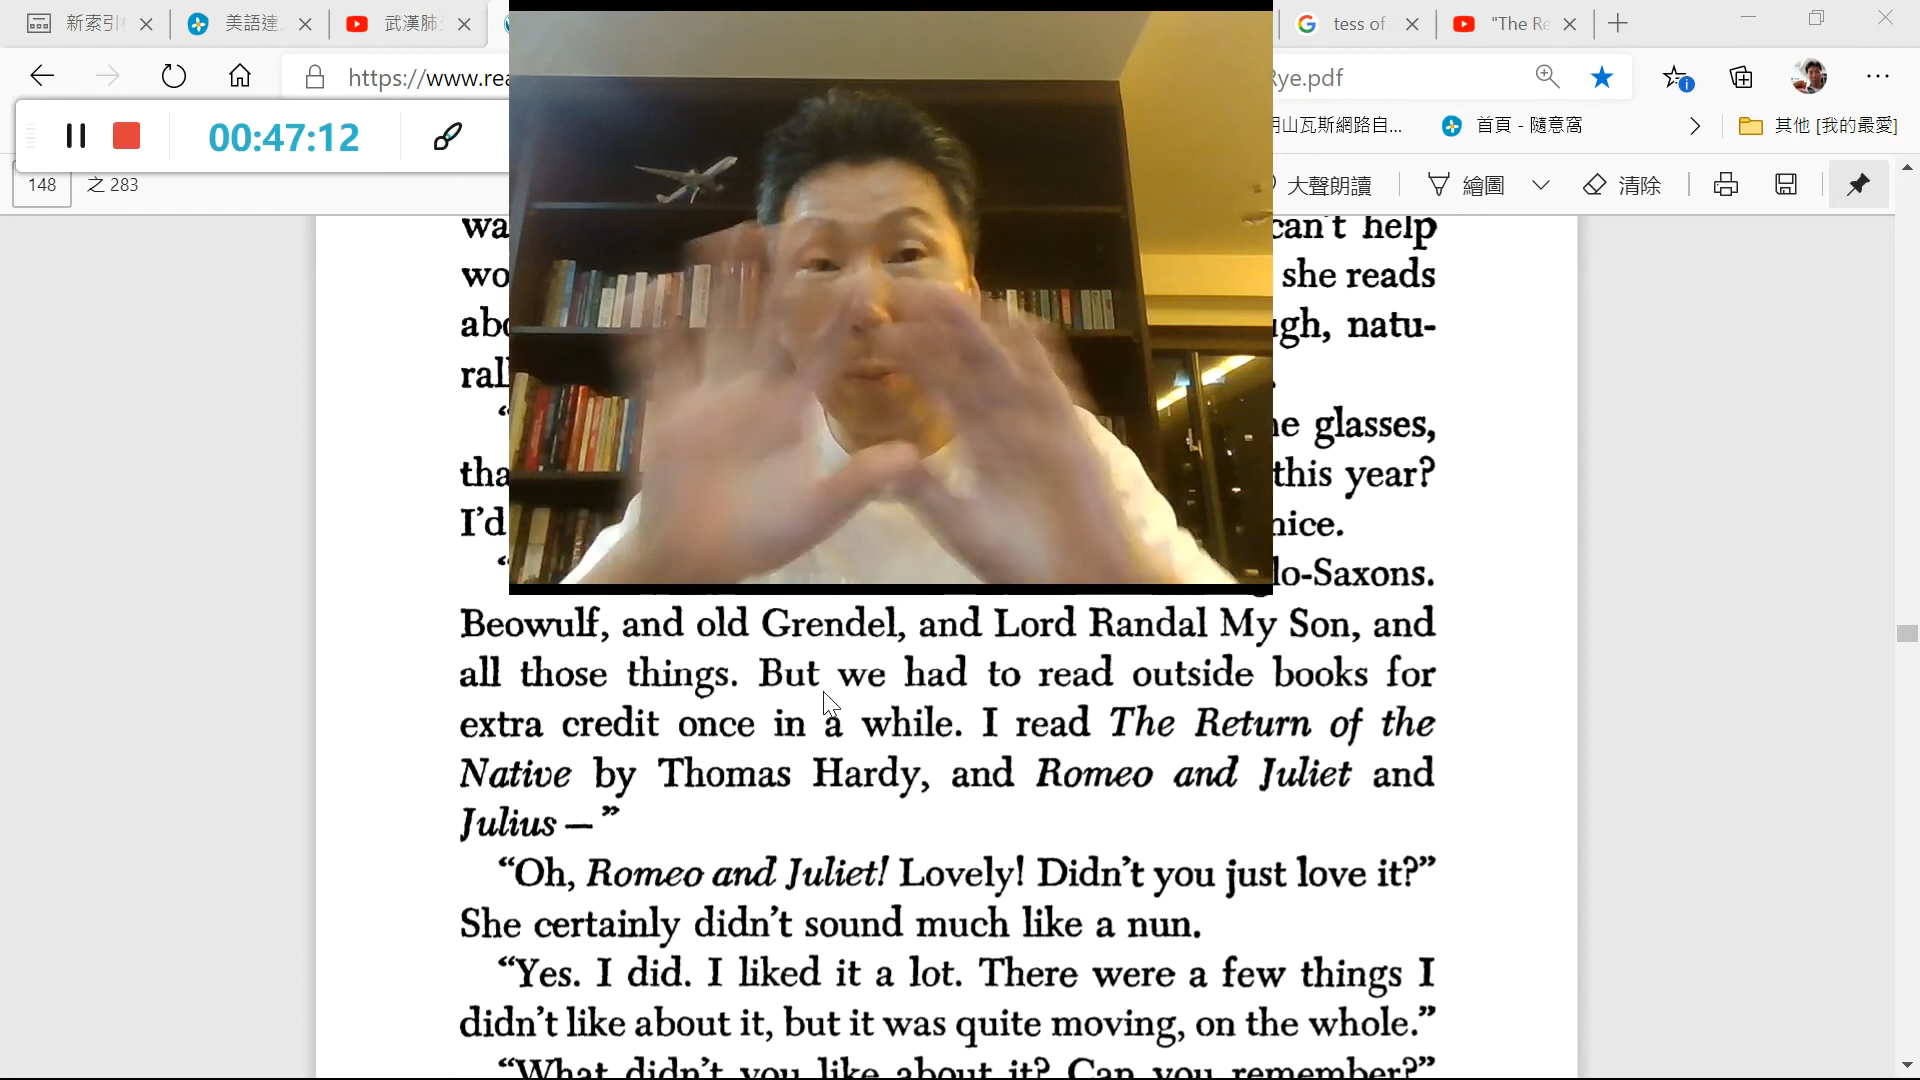 新索引
美語達
武漢肺
tess of
"The Re
https://www.rea
Rye.pdf
00:47:12
山瓦斯網路自...
首頁 - 隨意窩
其他 [我的最愛]
148 之 283
大聲朗讀
繪圖
清除
wa can't help
wo she reads
abo gh, natu-
rall
“ e glasses,
tha this year?
I’d nice.
“ lo-Saxons.
Beowulf, and old Grendel, and Lord Randal My Son, and
all those things. But we had to read outside books for
extra credit once in a while. I read The Return of the
Native by Thomas Hardy, and Romeo and Juliet and
Julius—”
“Oh, Romeo and Juliet! Lovely! Didn’t you just love it?”
She certainly didn’t sound much like a nun.
“Yes. I did. I liked it a lot. There were a few things I
didn’t like about it, but it was quite moving, on the whole.”
“What didn’t you like about it? Can you remember?”